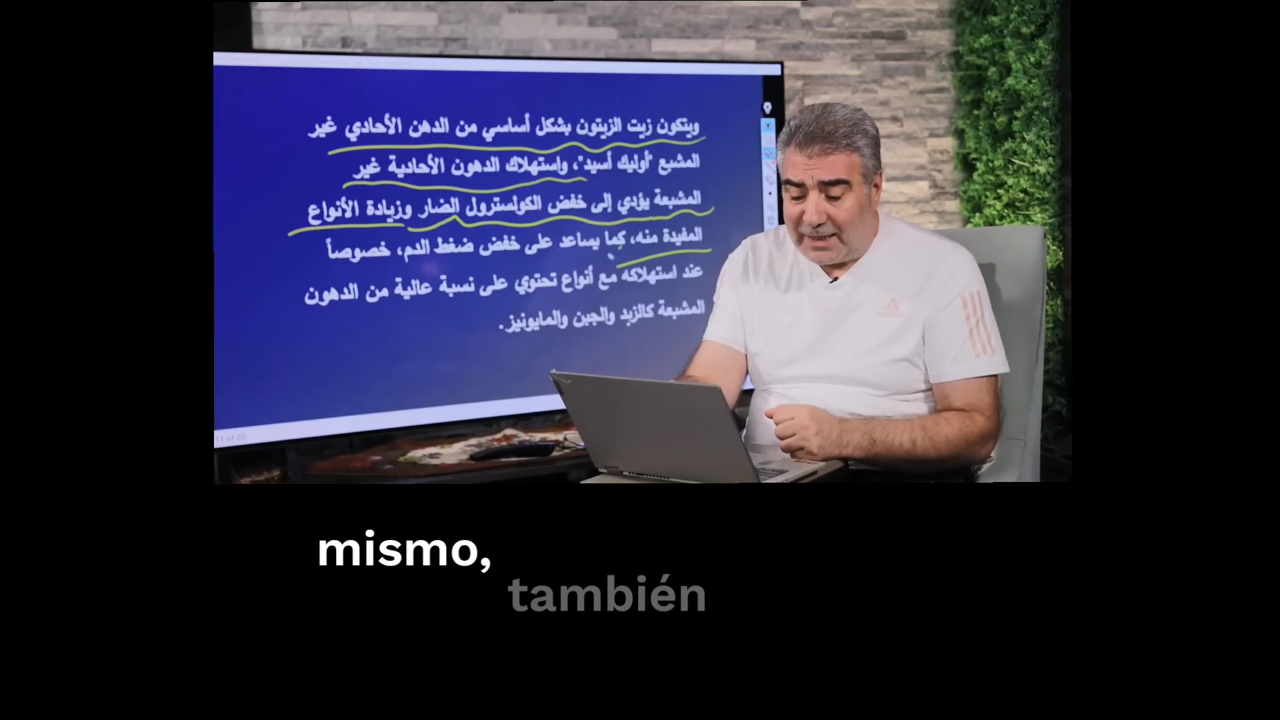 ويتكون زيت الزيتون بشكل أساسي من الدهن الأحادي غير
المشبع "أوليك أسيد"، واستهلاك الدهون الأحادية غير
المشبعة يؤدي إلى خفض الكولسترول الضار وزيادة الأنواع
المفيدة منه، كما يساعد على خفض ضغط الدم، خصوصاً
عند استهلاكه مع أنواع تحتوي على نسبة عالية من الدهون
المشبعة كالزبد والجبن والمايونيز.
mismo,
también